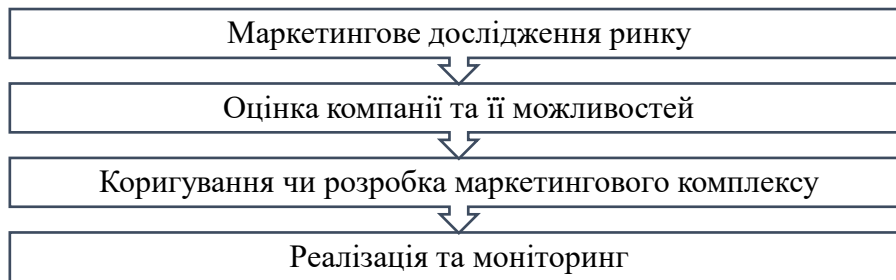 Маркетингове дослідження ринку
Оцінка компанії та її можливостей
Коригування чи розробка маркетингового комплексу
Реалізація та моніторинг